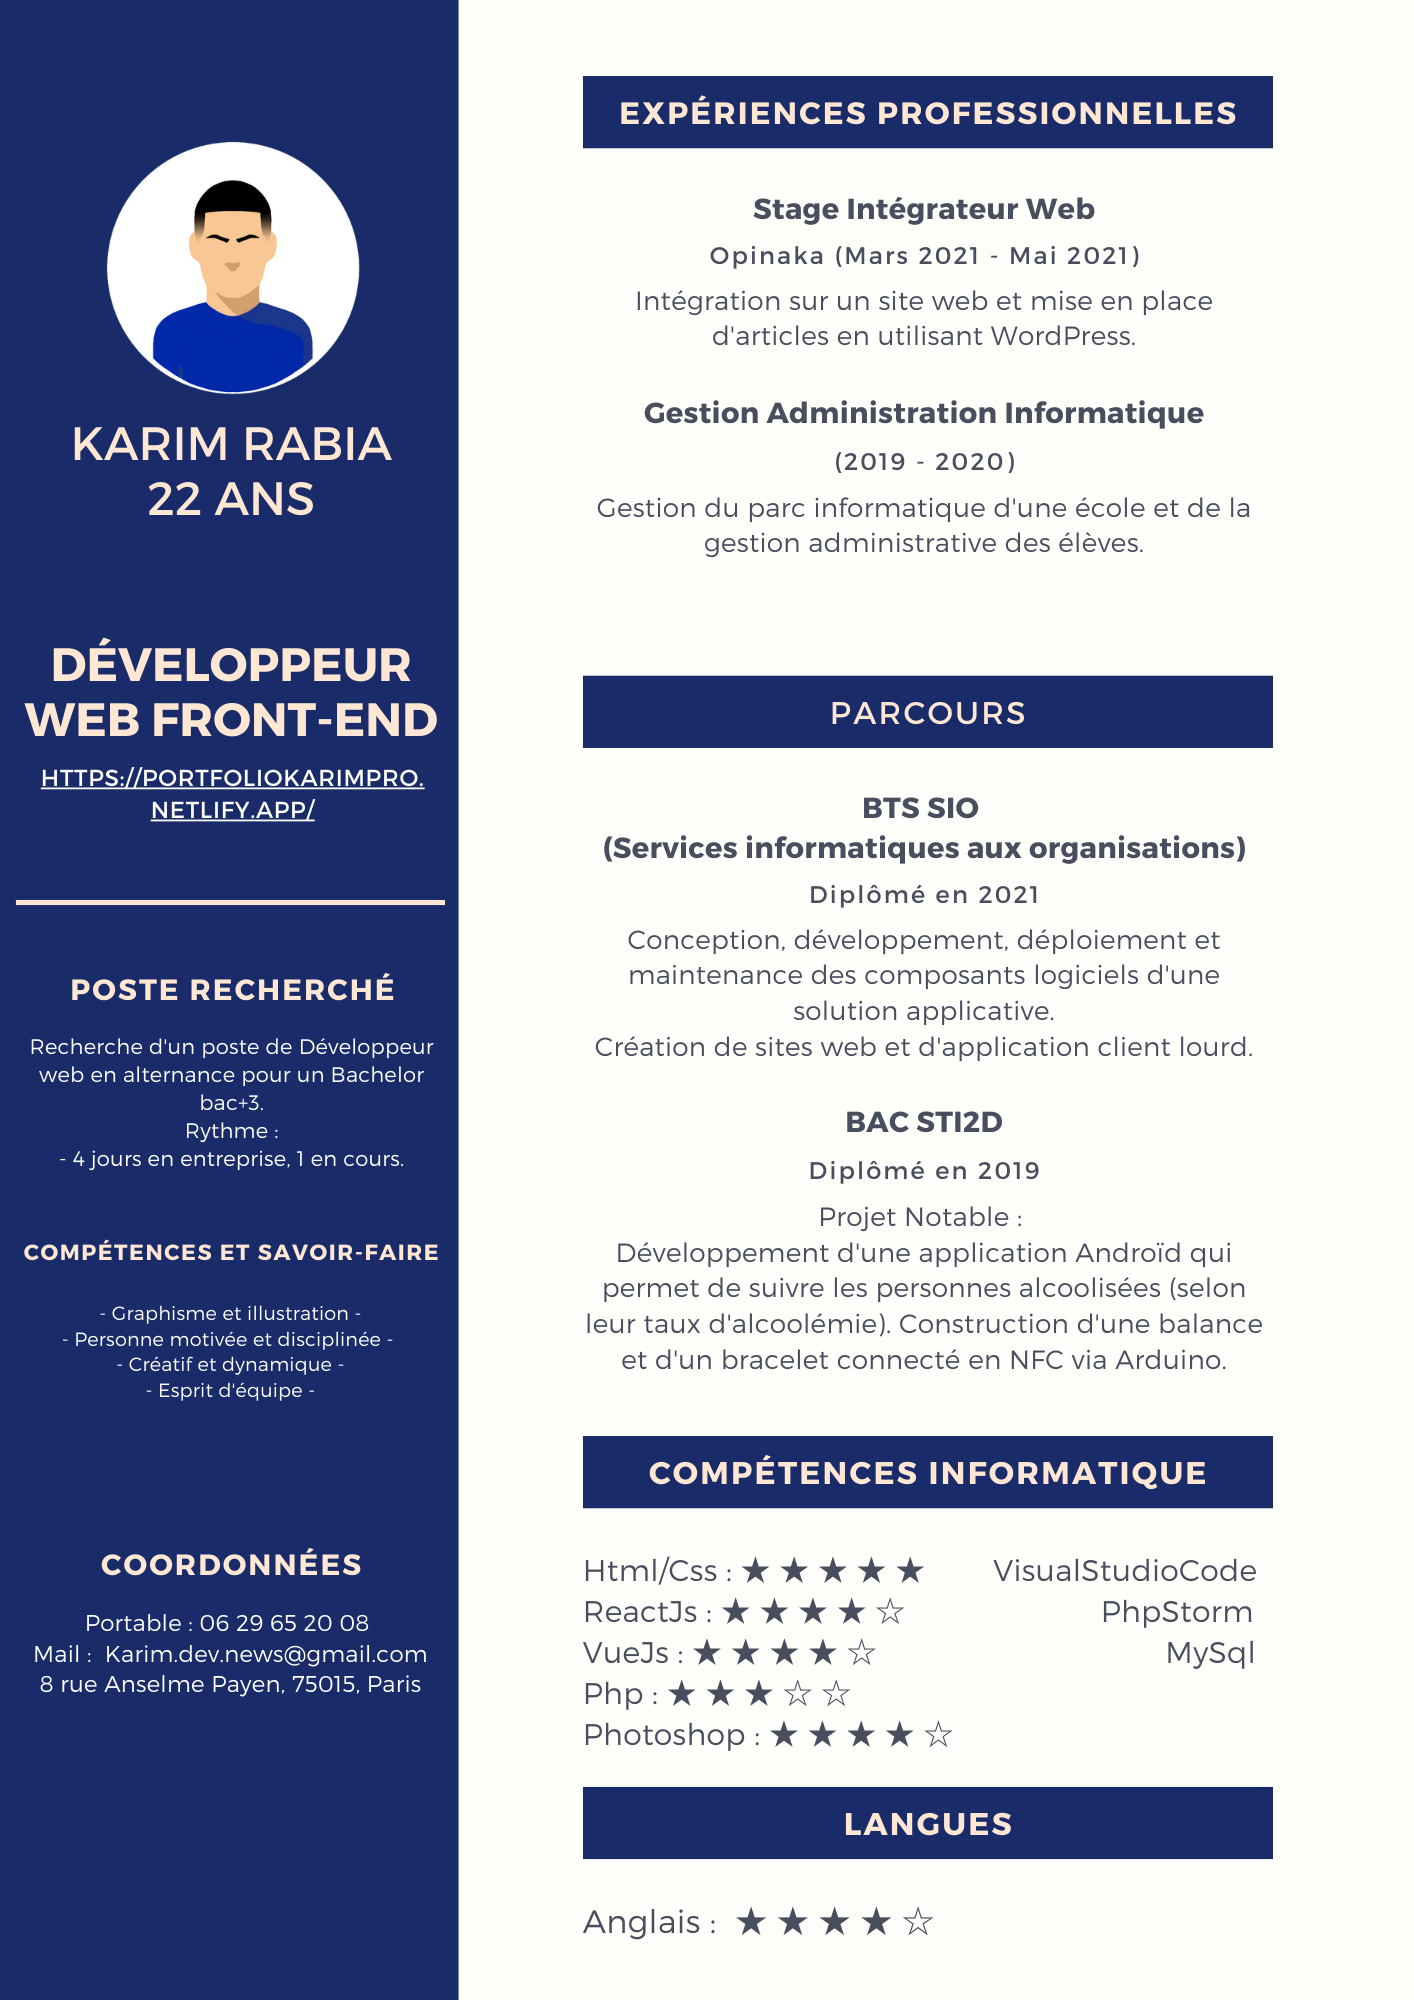 KARIM RABIA
22 ANS
DÉVELOPPEUR
WEB FRONT-END
HTTPS://PORTFOLIOKARIMPRO.
NETLIFY.APP/
POSTE RECHERCHÉ
Recherche d'un poste de Développeur
web en alternance pour un Bachelor
bac+3.
Rythme :
- 4 jours en entreprise, 1 en cours.
COMPÉTENCES ET SAVOIR-FAIRE
- Graphisme et illustration -
- Personne motivée et disciplinée -
- Créatif et dynamique -
- Esprit d'équipe -
COORDONNÉES
Portable : 06 29 65 20 08
Mail :  Karim.dev.news@gmail.com
8 rue Anselme Payen, 75015, Paris
EXPÉRIENCES PROFESSIONNELLES
Stage Intégrateur Web
Opinaka (Mars 2021 - Mai 2021)
Intégration sur un site web et mise en place
d'articles en utilisant WordPress.
Gestion Administration Informatique
(2019 - 2020)
Gestion du parc informatique d'une école et de la
gestion administrative des élèves.
PARCOURS
BTS SIO
(Services informatiques aux organisations)
Diplômé en 2021
Conception, développement, déploiement et
maintenance des composants logiciels d'une
solution applicative.
Création de sites web et d'application client lourd.
BAC STI2D
Diplômé en 2019
Projet Notable :
Développement d'une application Androïd qui
permet de suivre les personnes alcoolisées (selon
leur taux d'alcoolémie). Construction d'une balance
et d'un bracelet connecté en NFC via Arduino.
COMPÉTENCES INFORMATIQUE
Html/Css : ★ ★ ★ ★ ★
ReactJs : ★ ★ ★ ★ ☆
VueJs : ★ ★ ★ ★ ☆
Php : ★ ★ ★ ☆ ☆
Photoshop : ★ ★ ★ ★ ☆
VisualStudioCode
PhpStorm
MySql
LANGUES
Anglais :  ★ ★ ★ ★ ☆